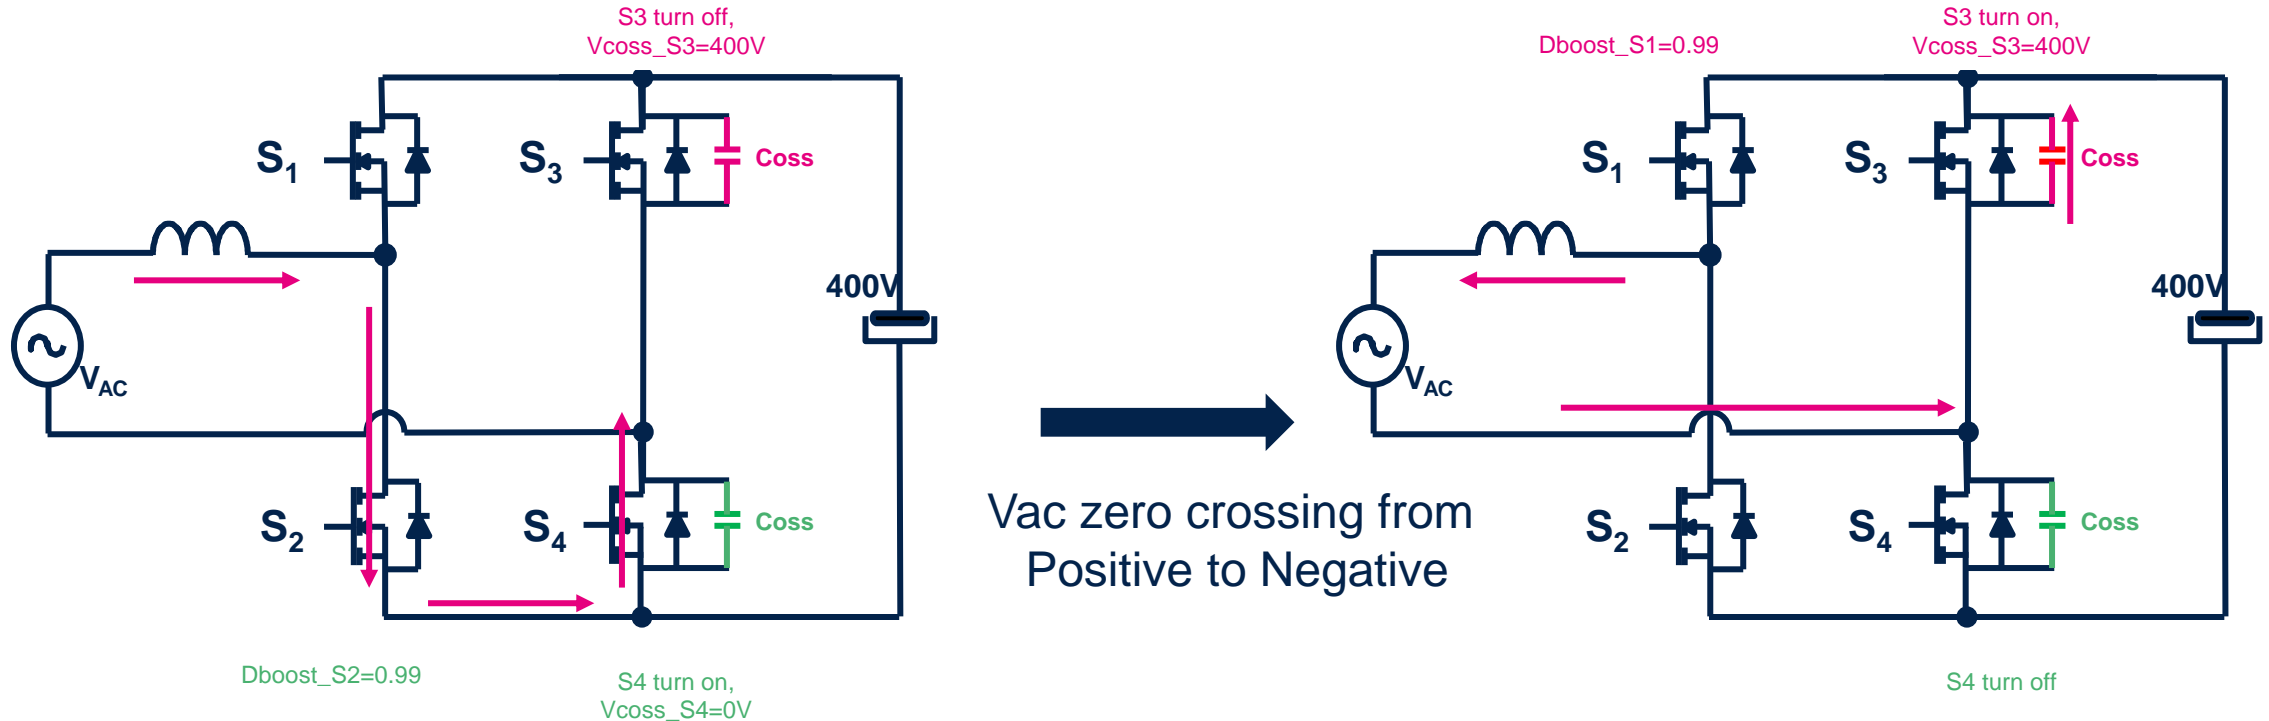 S3 turn off,
Vcoss_S3=400V
S1
S3
Coss
400V
VAC
S2
S4
Coss
Dboost_S2=0.99
S4 turn on,
Vcoss_S4=0V
Vac zero crossing from
Positive to Negative
Dboost_S1=0.99
S3 turn on,
Vcoss_S3=400V
S1
S3
Coss
400V
VAC
S2
S4
Coss
S4 turn off